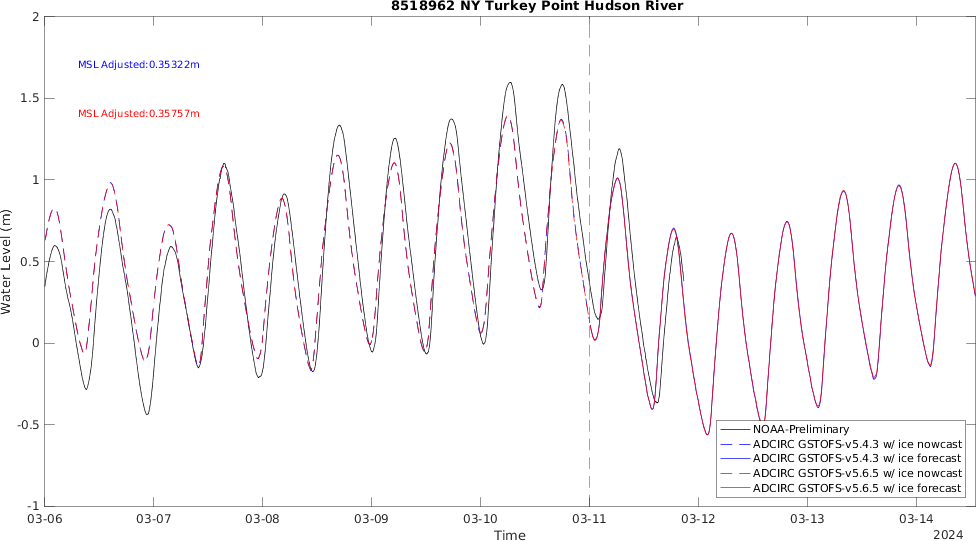 8518962 NY Turkey Point Hudson River
2
MSL Adjusted:0.35322m
1.5
MSL Adjusted:0.35757m
1
0.5
0
-0.5
-1
Water Level (m)
NOAA-Preliminary
ADCIRC GSTOFS-v5.4.3 w/ ice nowcast
ADCIRC GSTOFS-v5.4.3 w/ ice forecast
ADCIRC GSTOFS-v5.6.5 w/ ice nowcast
ADCIRC GSTOFS-v5.6.5 w/ ice forecast
03-06 03-07 03-08 03-09 03-10 03-11 03-12 03-13 03-14
Time
2024